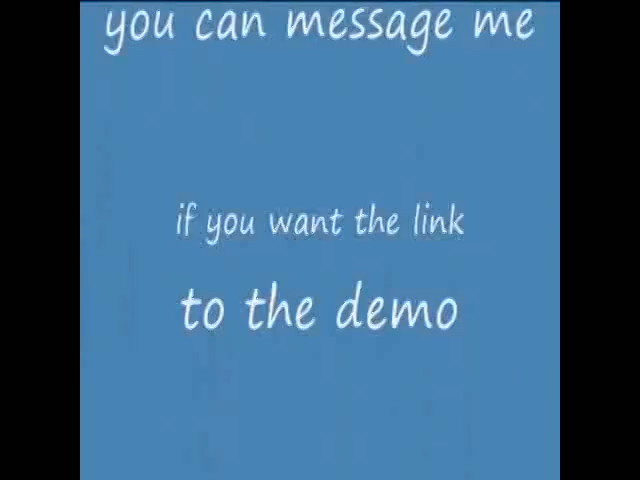 you can message me
if you want the link
to the demo